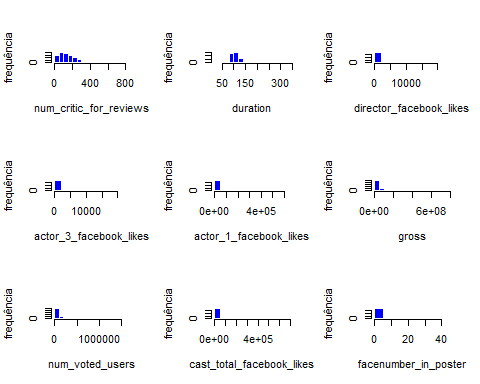 frequência
0
0 400 800
num_critic_for_reviews
frequência
0
50 150 300
duration
frequência
0
0 10000
director_facebook_likes
frequência
0
0 10000
actor_3_facebook_likes
frequência
0
0e+00 4e+05
actor_1_facebook_likes
frequência
0
0e+00 6e+08
gross
frequência
0
0 1000000
num_voted_users
frequência
0
0e+00 4e+05
cast_total_facebook_likes
frequência
0
0 20 40
facenumber_in_poster